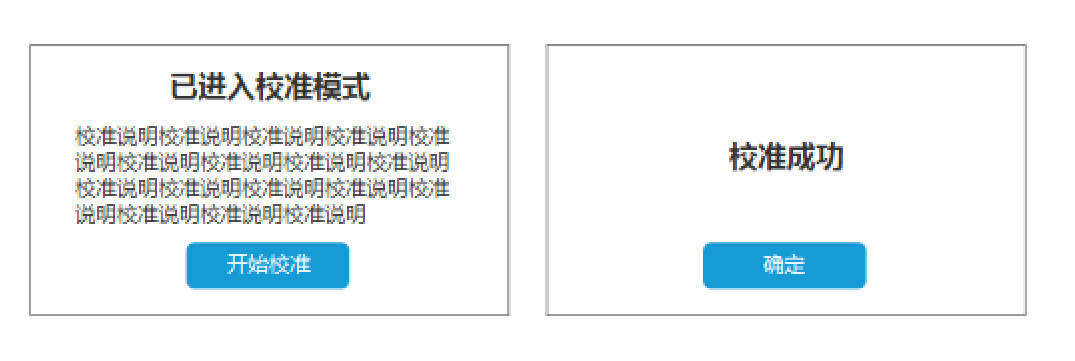 已进入校准模式
校准说明校准说明校准说明校准说明校准
说明校准说明校准说明校准说明校准说明
校准说明校准说明校准说明校准说明校准
说明校准说明校准说明校准说明
开始校准
校准成功
确定